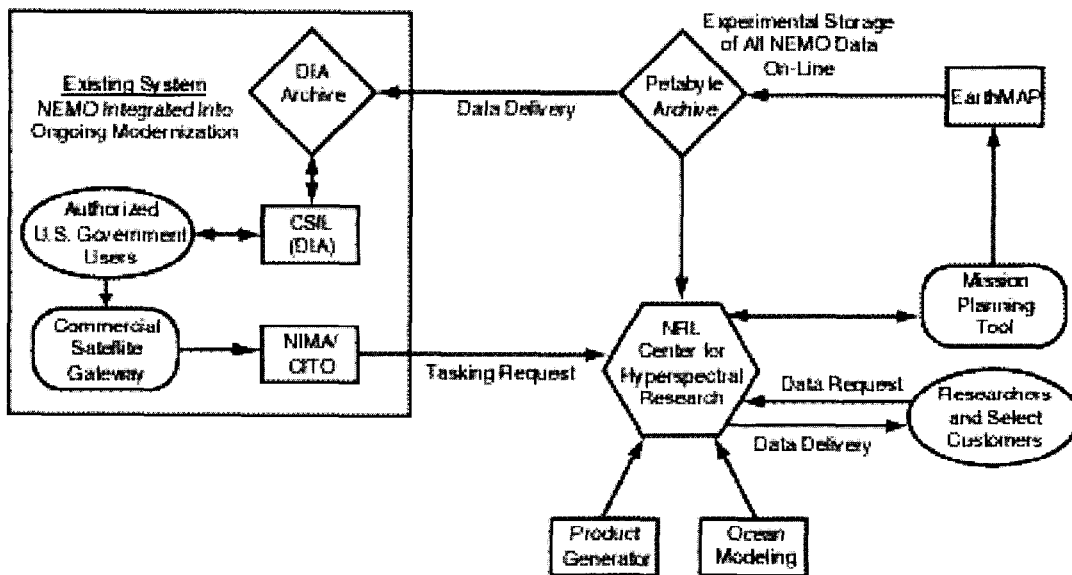 Existing System
NEMO Integrated Into
Ongoing Modernization
DIA
Archive
Data Delivery
Petabyte
Archive
Experimental Storage
of All NEMO Data
On-Line
EarthMAP
Authorized
U.S. Government
Users
CSIL
(DIA)
Commercial
Satellite
Gateway
NIMA/
CITO
Tasking Request
NRL
Center for
Hyperspectral
Research
Mission
Planning
Tool
Data Request
Researchers
and Select
Customers
Data Delivery
Product
Generator
Ocean
Modeling